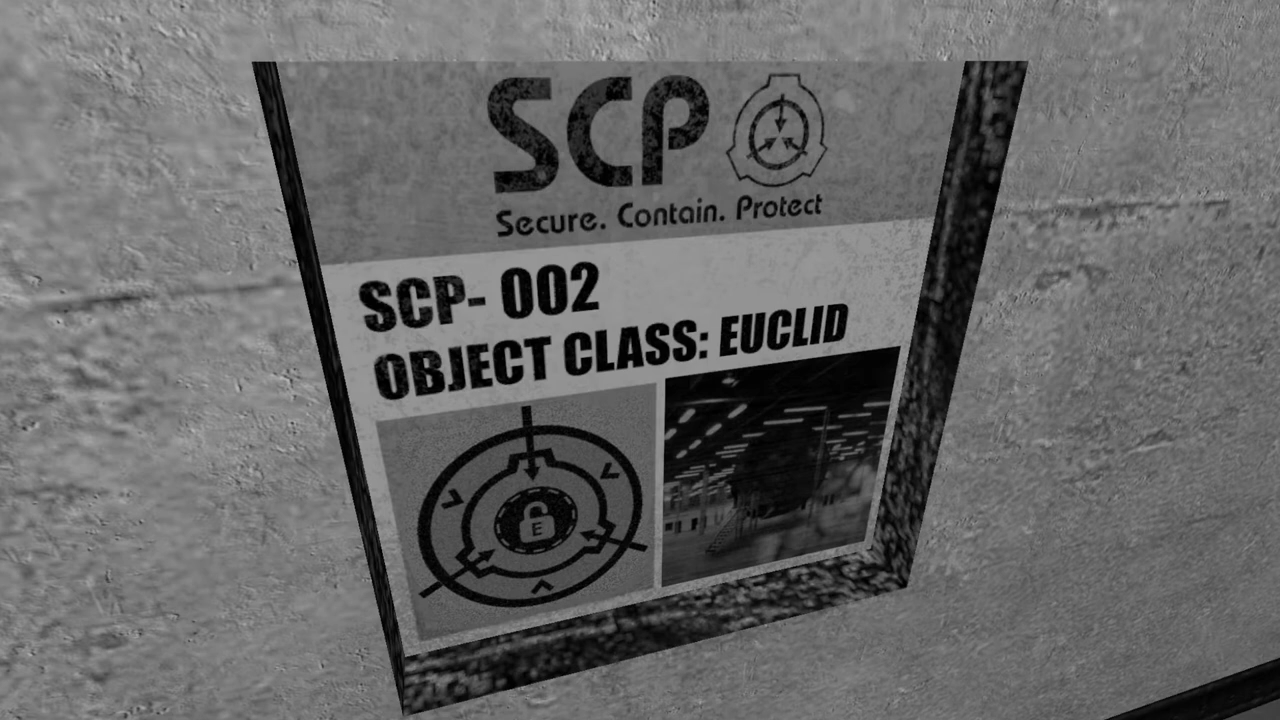 SCP
Secure. Contain. Protect
SCP- 002
OBJECT CLASS: EUCLID
E